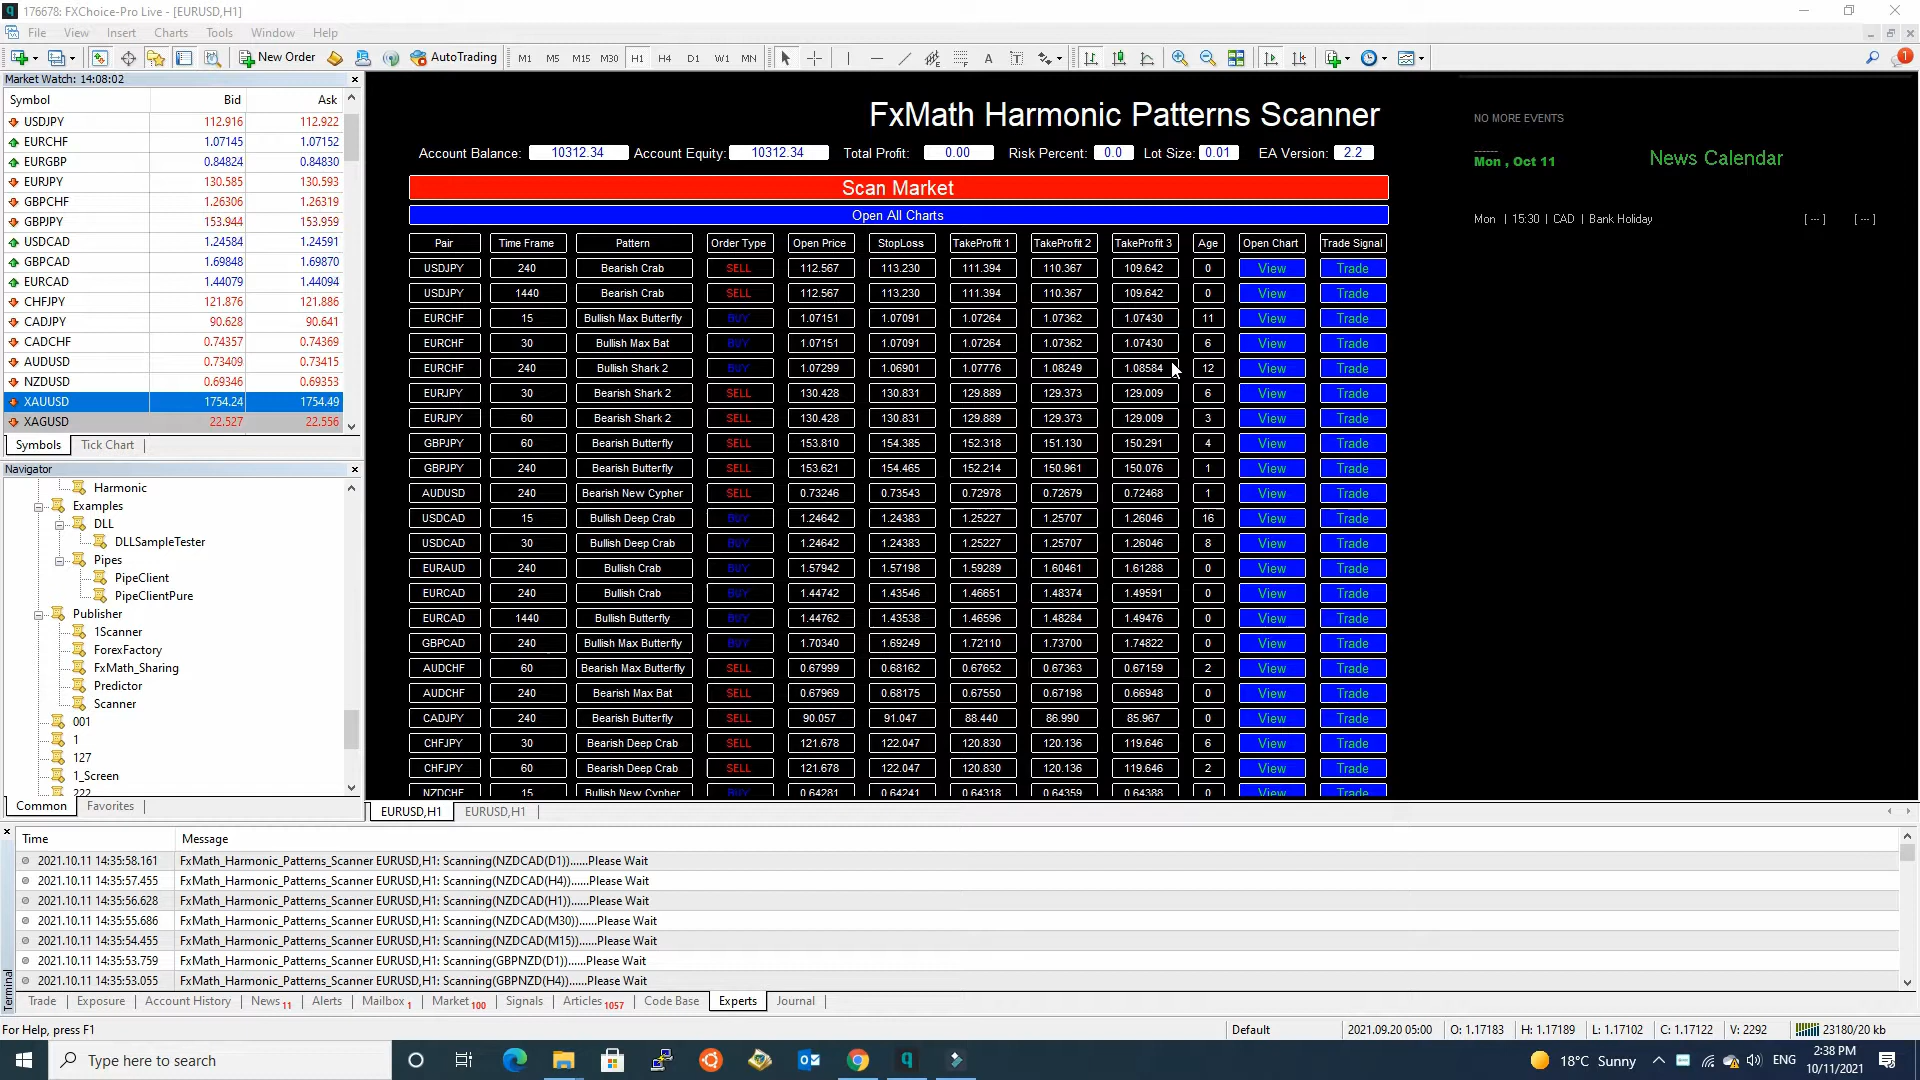 176678: FXChoice-Pro Live - [EURUSD,H1]
File View Insert Charts Tools Window Help
New Order AutoTrading M1 M5 M15 M30 H1 H4 D1 W1 MN A T 1
Market Watch: 14:08:02
Symbol Bid Ask
USDJPY 112.916 112.922
EURCHF 1.07145 1.07152
EURGBP 0.84824 0.84830
EURJPY 130.585 130.593
GBPCHF 1.26306 1.26319
GBPJPY 153.944 153.959
USDCAD 1.24584 1.24591
GBPCAD 1.69848 1.69870
EURCAD 1.44079 1.44094
CHFJPY 121.876 121.886
CADJPY 90.628 90.641
CADCHF 0.74357 0.74369
AUDUSD 0.73409 0.73415
NZDUSD 0.69346 0.69353
XAUUSD 1754.24 1754.49
XAGUSD 22.527 22.556
Symbols Tick Chart
Navigator
Harmonic
Examples
DLL
DLLSampleTester
Pipes
PipeClient
PipeClientPure
Publisher
1Scanner
ForexFactory
FxMath_Sharing
Predictor
Scanner
001
1
127
1_Screen
222
Common Favorites
FxMath Harmonic Patterns Scanner
Account Balance: 10312.34 Account Equity: 10312.34 Total Profit: 0.00 Risk Percent: 0.0 Lot Size: 0.01 EA Version: 2.2
Scan Market
Open All Charts
Pair Time Frame Pattern Order Type Open Price StopLoss TakeProfit 1 TakeProfit 2 TakeProfit 3 Age Open Chart Trade Signal
USDJPY 240 Bearish Crab SELL 112.567 113.230 111.394 110.367 109.642 0 View Trade
USDJPY 1440 Bearish Crab SELL 112.567 113.230 111.394 110.367 109.642 0 View Trade
EURCHF 15 Bullish Max Butterfly BUY 1.07151 1.07091 1.07264 1.07362 1.07430 11 View Trade
EURCHF 30 Bullish Max Bat BUY 1.07151 1.07091 1.07264 1.07362 1.07430 6 View Trade
EURCHF 240 Bullish Shark 2 BUY 1.07299 1.06901 1.07776 1.08249 1.08584 12 View Trade
EURJPY 30 Bearish Shark 2 SELL 130.428 130.831 129.889 129.373 129.009 6 View Trade
EURJPY 60 Bearish Shark 2 SELL 130.428 130.831 129.889 129.373 129.009 3 View Trade
GBPJPY 60 Bearish Butterfly SELL 153.810 154.385 152.318 151.130 150.291 4 View Trade
GBPJPY 240 Bearish Butterfly SELL 153.621 154.465 152.214 150.961 150.076 1 View Trade
AUDUSD 240 Bearish New Cypher SELL 0.73246 0.73543 0.72978 0.72679 0.72468 1 View Trade
USDCAD 15 Bullish Deep Crab BUY 1.24642 1.24383 1.25227 1.25707 1.26046 16 View Trade
USDCAD 30 Bullish Deep Crab BUY 1.24642 1.24383 1.25227 1.25707 1.26046 8 View Trade
EURAUD 240 Bullish Crab BUY 1.57942 1.57198 1.59289 1.60461 1.61288 0 View Trade
EURCAD 240 Bullish Crab BUY 1.44742 1.43546 1.46651 1.48374 1.49591 0 View Trade
EURCAD 1440 Bullish Butterfly BUY 1.44762 1.43538 1.46596 1.48284 1.49476 0 View Trade
GBPCAD 240 Bullish Max Butterfly BUY 1.70340 1.69249 1.72110 1.73700 1.74822 0 View Trade
AUDCHF 60 Bearish Max Butterfly SELL 0.67999 0.68162 0.67652 0.67363 0.67159 2 View Trade
AUDCHF 240 Bearish Max Bat SELL 0.67969 0.68175 0.67550 0.67198 0.66948 0 View Trade
CADJPY 240 Bearish Butterfly SELL 90.057 91.047 88.440 86.990 85.967 0 View Trade
CHFJPY 30 Bearish Deep Crab SELL 121.678 122.047 120.830 120.136 119.646 6 View Trade
CHFJPY 60 Bearish Deep Crab SELL 121.678 122.047 120.830 120.136 119.646 2 View Trade
NZDCHF 15 Bullish New Cypher BUY 0.64281 0.64241 0.64318 0.64359 0.64388 0 View Trade
NO MORE EVENTS
Mon , Oct 11 News Calendar
Mon | 15:30 | CAD | Bank Holiday [ --- ] [ --- ]
EURUSD,H1 EURUSD,H1
Time Message
2021.10.11 14:35:58.161 FxMath_Harmonic_Patterns_Scanner EURUSD,H1: Scanning(NZDCAD(D1))......Please Wait
2021.10.11 14:35:57.455 FxMath_Harmonic_Patterns_Scanner EURUSD,H1: Scanning(NZDCAD(H4))......Please Wait
2021.10.11 14:35:56.628 FxMath_Harmonic_Patterns_Scanner EURUSD,H1: Scanning(NZDCAD(H1))......Please Wait
2021.10.11 14:35:55.686 FxMath_Harmonic_Patterns_Scanner EURUSD,H1: Scanning(NZDCAD(M30))......Please Wait
2021.10.11 14:35:54.455 FxMath_Harmonic_Patterns_Scanner EURUSD,H1: Scanning(NZDCAD(M15))......Please Wait
2021.10.11 14:35:53.759 FxMath_Harmonic_Patterns_Scanner EURUSD,H1: Scanning(GBPNZD(D1))......Please Wait
2021.10.11 14:35:53.055 FxMath_Harmonic_Patterns_Scanner EURUSD,H1: Scanning(GBPNZD(H4))......Please Wait
Terminal
Trade Exposure Account History News 11 Alerts Mailbox 1 Market 100 Signals Articles 1057 Code Base Experts Journal
For Help, press F1 Default 2021.09.20 05:00 O: 1.17183 H: 1.17189 L: 1.17102 C: 1.17122 V: 2292 23180/20 kb
Type here to search 18°C Sunny ENG 2:38 PM
10/11/2021